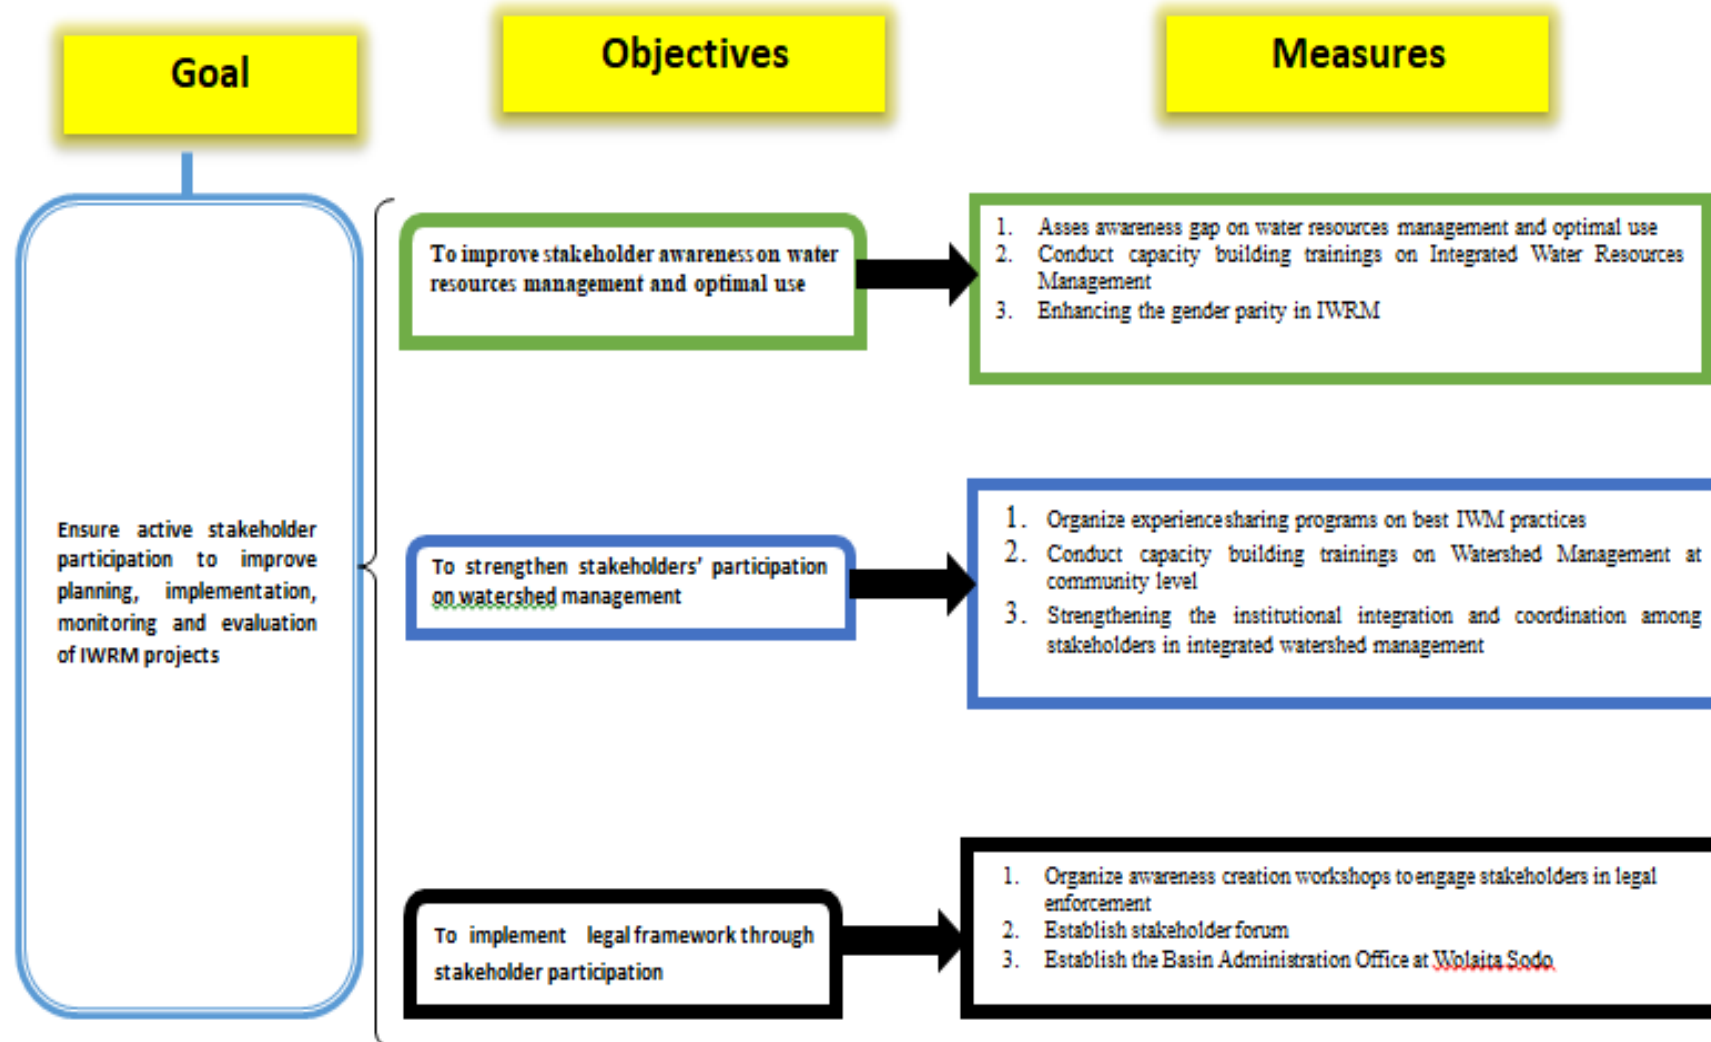 Goal
Objectives
Measures
Ensure active stakeholder
participation to improve
planning, implementation,
monitoring and evaluation
of IWRM projects
To improve stakeholder awareness on water
resources management and optimal use
1. Asses awareness gap on water resources management and optimal use
2. Conduct capacity building trainings on Integrated Water Resources
Management
3. Enhancing the gender parity in IWRM
To strengthen stakeholders’ participation
on watershed management
1. Organize experience sharing programs on best IWM practices
2. Conduct capacity building trainings on Watershed Management at
community level
3. Strengthening the institutional integration and coordination among
stakeholders in integrated watershed management
To implement legal framework through
stakeholder participation
1. Organize awareness creation workshops to engage stakeholders in legal
enforcement
2. Establish stakeholder forum
3. Establish the Basin Administration Office at Wolaita Sodo